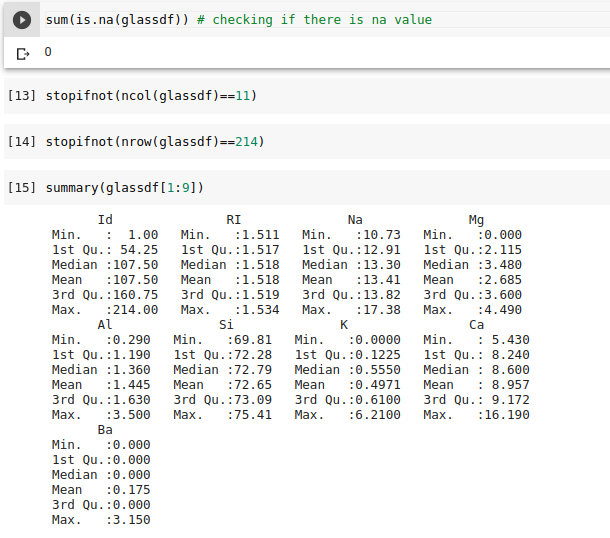 sum(is.na(glassdf)) # checking if there is na value
0
[13] stopifnot(ncol(glassdf)==11)
[14] stopifnot(nrow(glassdf)==214)
[15] summary(glassdf[1:9])
Id RI Na Mg
Min. : 1.00 Min. :1.511 Min. :10.73 Min. :0.000
1st Qu.: 54.25 1st Qu.:1.517 1st Qu.:12.91 1st Qu.:2.115
Median :107.50 Median :1.518 Median :13.30 Median :3.480
Mean :107.50 Mean :1.518 Mean :13.41 Mean :2.685
3rd Qu.:160.75 3rd Qu.:1.519 3rd Qu.:13.82 3rd Qu.:3.600
Max. :214.00 Max. :1.534 Max. :17.38 Max. :4.490
Al Si K Ca
Min. :0.290 Min. :69.81 Min. :0.0000 Min. : 5.430
1st Qu.:1.190 1st Qu.:72.28 1st Qu.:0.1225 1st Qu.: 8.240
Median :1.360 Median :72.79 Median :0.5550 Median : 8.600
Mean :1.445 Mean :72.65 Mean :0.4971 Mean : 8.957
3rd Qu.:1.630 3rd Qu.:73.09 3rd Qu.:0.6100 3rd Qu.: 9.172
Max. :3.500 Max. :75.41 Max. :6.2100 Max. :16.190
Ba
Min. :0.000
1st Qu.:0.000
Median :0.000
Mean :0.175
3rd Qu.:0.000
Max. :3.150